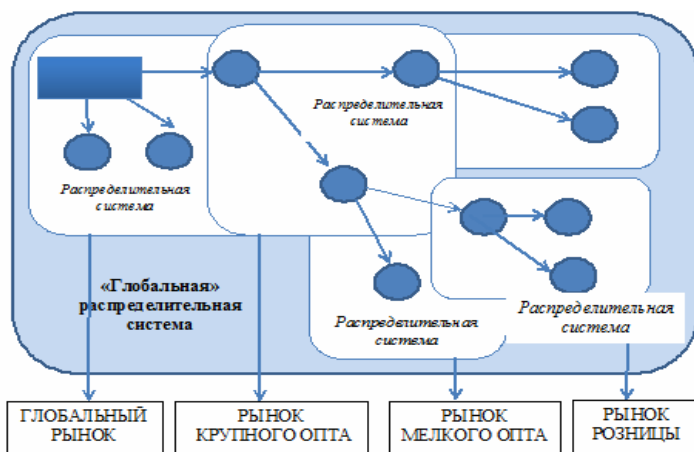 Распределительная
система
Распределительная
система
«Глобальная»
распределительная
система
Распределительная
система
Распределительная
система
ГЛОБАЛЬНЫЙ
РЫНОК
РЫНОК
КРУПНОГО ОПТА
РЫНОК
МЕЛКОГО ОПТА
РЫНОК
РОЗНИЦЫ